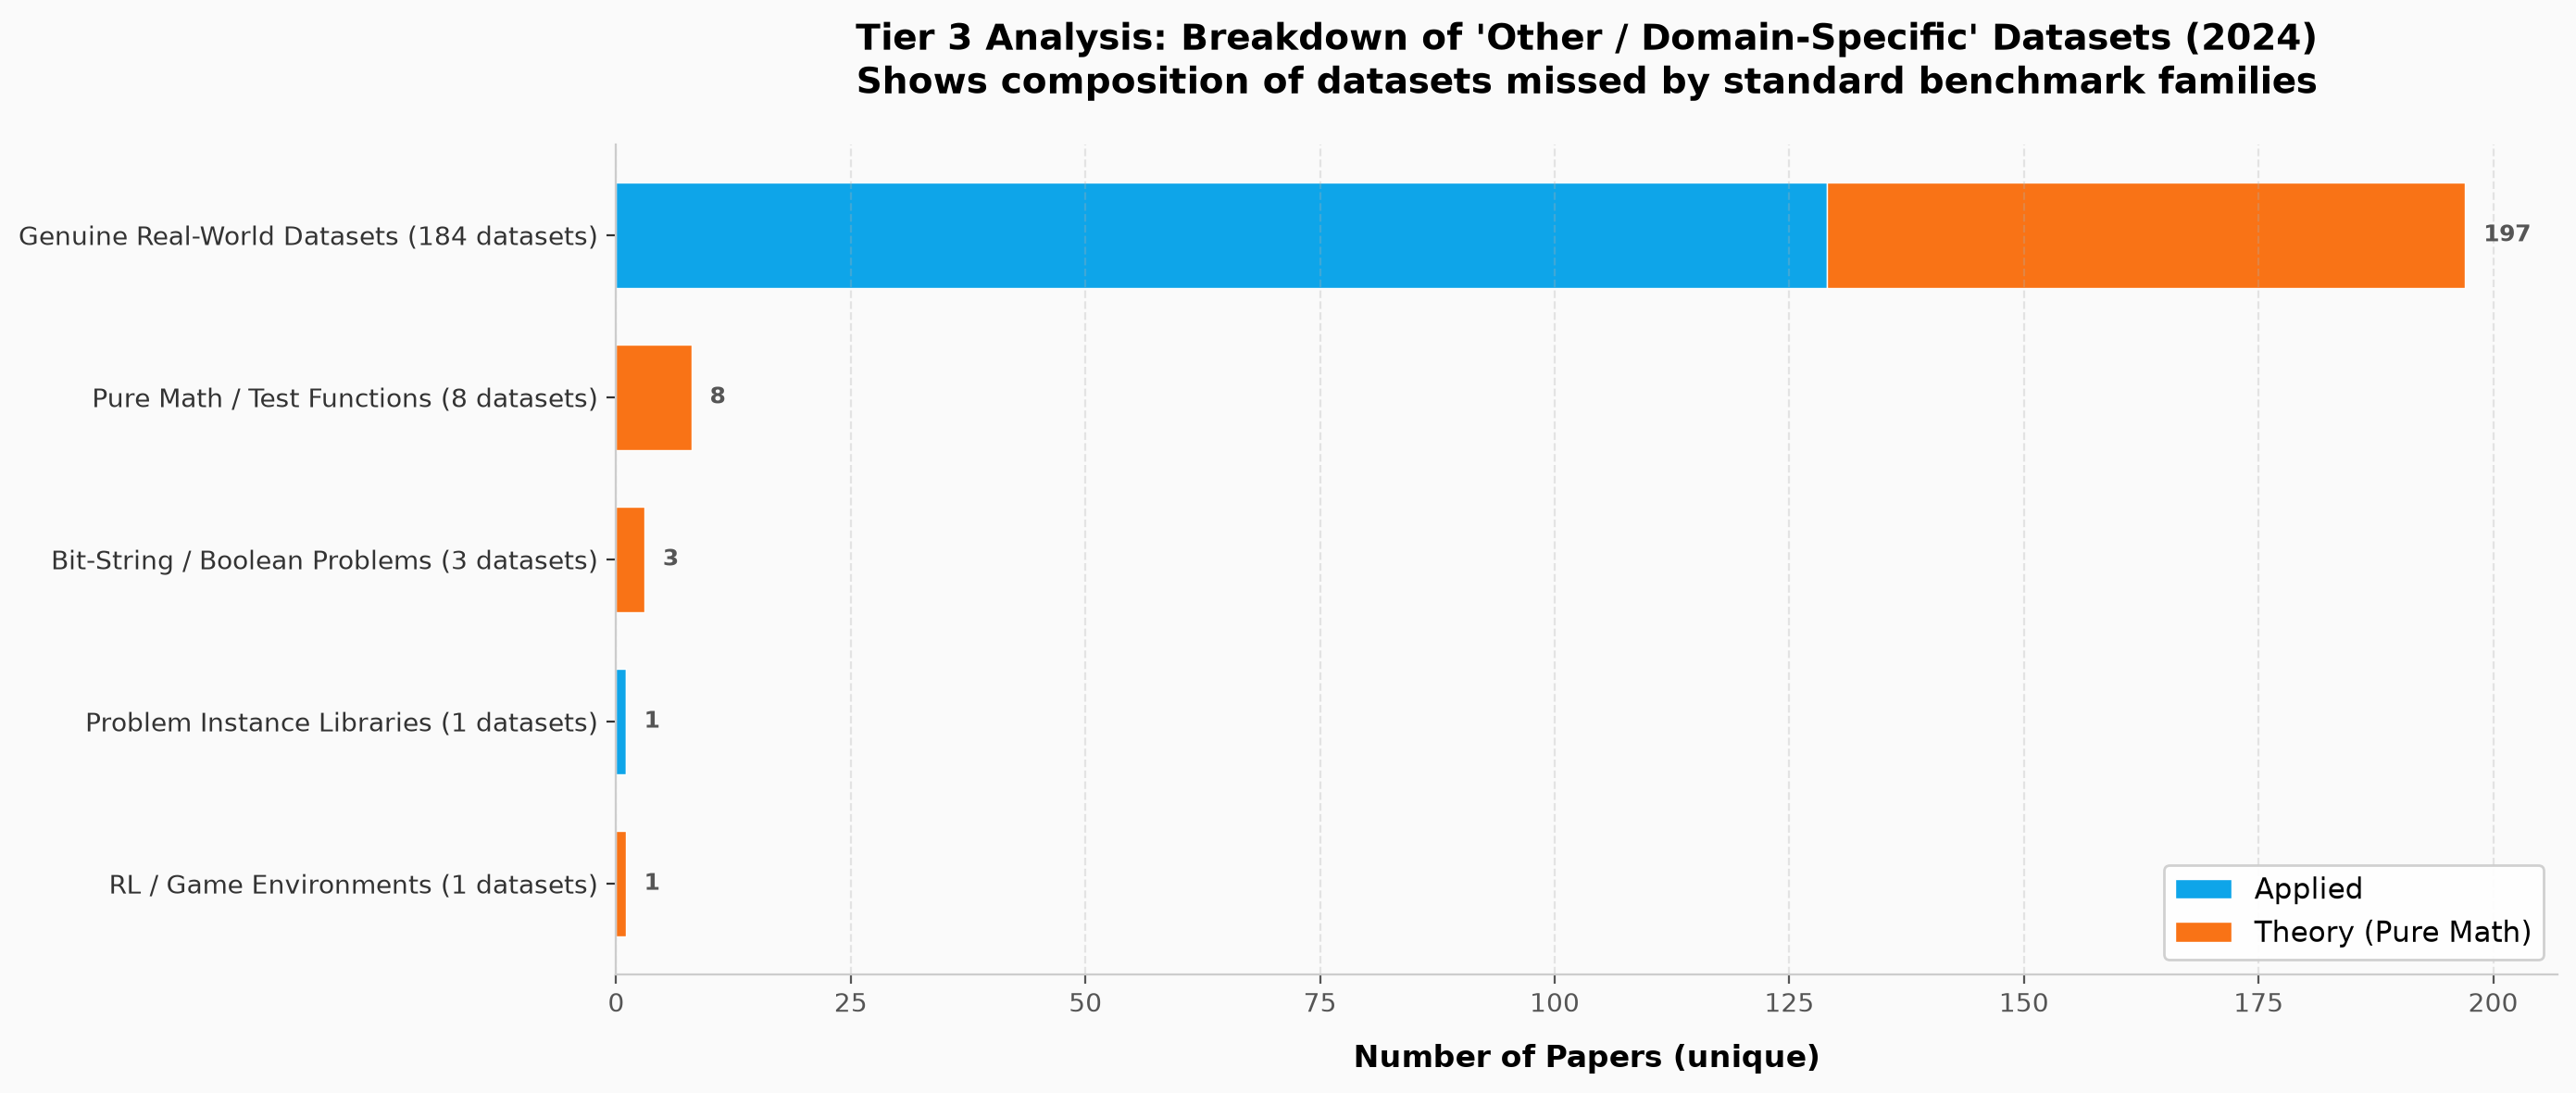 Tier 3 Analysis: Breakdown of 'Other / Domain-Specific' Datasets (2024)
Shows composition of datasets missed by standard benchmark families
Genuine Real-World Datasets (184 datasets)
197
Pure Math / Test Functions (8 datasets)
8
Bit-String / Boolean Problems (3 datasets)
3
Problem Instance Libraries (1 datasets)
1
RL / Game Environments (1 datasets)
1
Applied
Theory (Pure Math)
0 25 50 75 100 125 150 175 200
Number of Papers (unique)